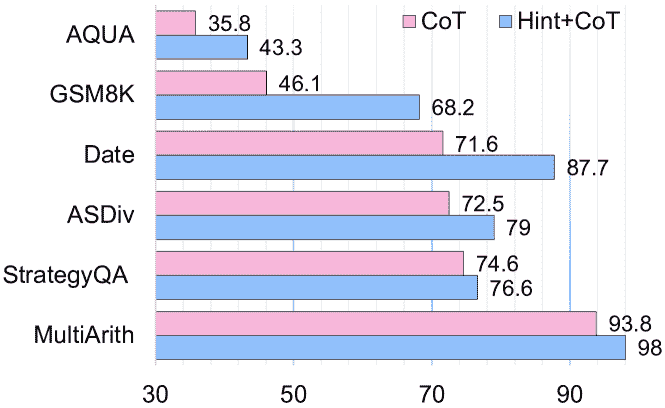 CoT Hint+CoT
AQUA 35.8
43.3
GSM8K 46.1
68.2
Date 71.6
87.7
ASDiv 72.5
79
StrategyQA 74.6
76.6
MultiArith 93.8
98
30 50 70 90